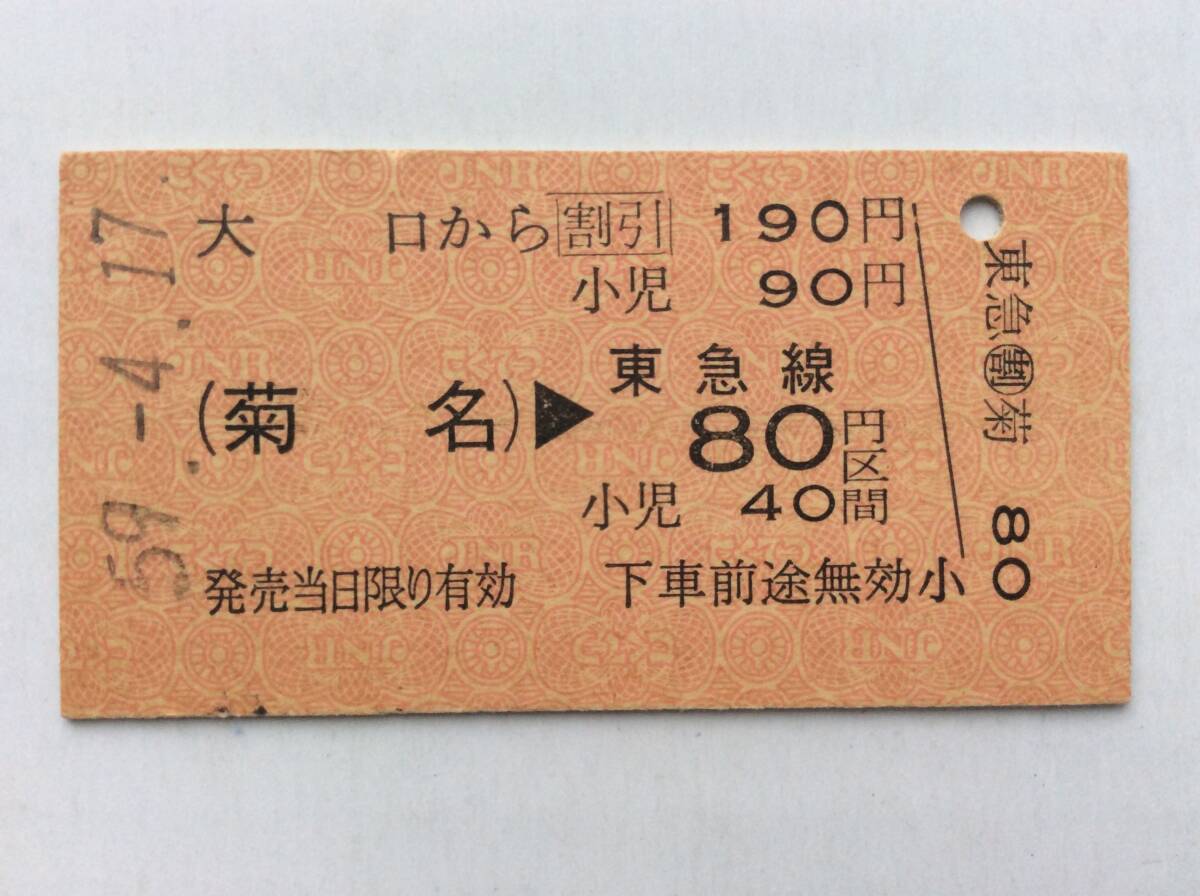 59.-4.17.
大口から 割引 190円
小児 90円
(菊名)▶東急線 80円区間
小児 40
発売当日限り有効 下車前途無効 小
東急㊙菊 80